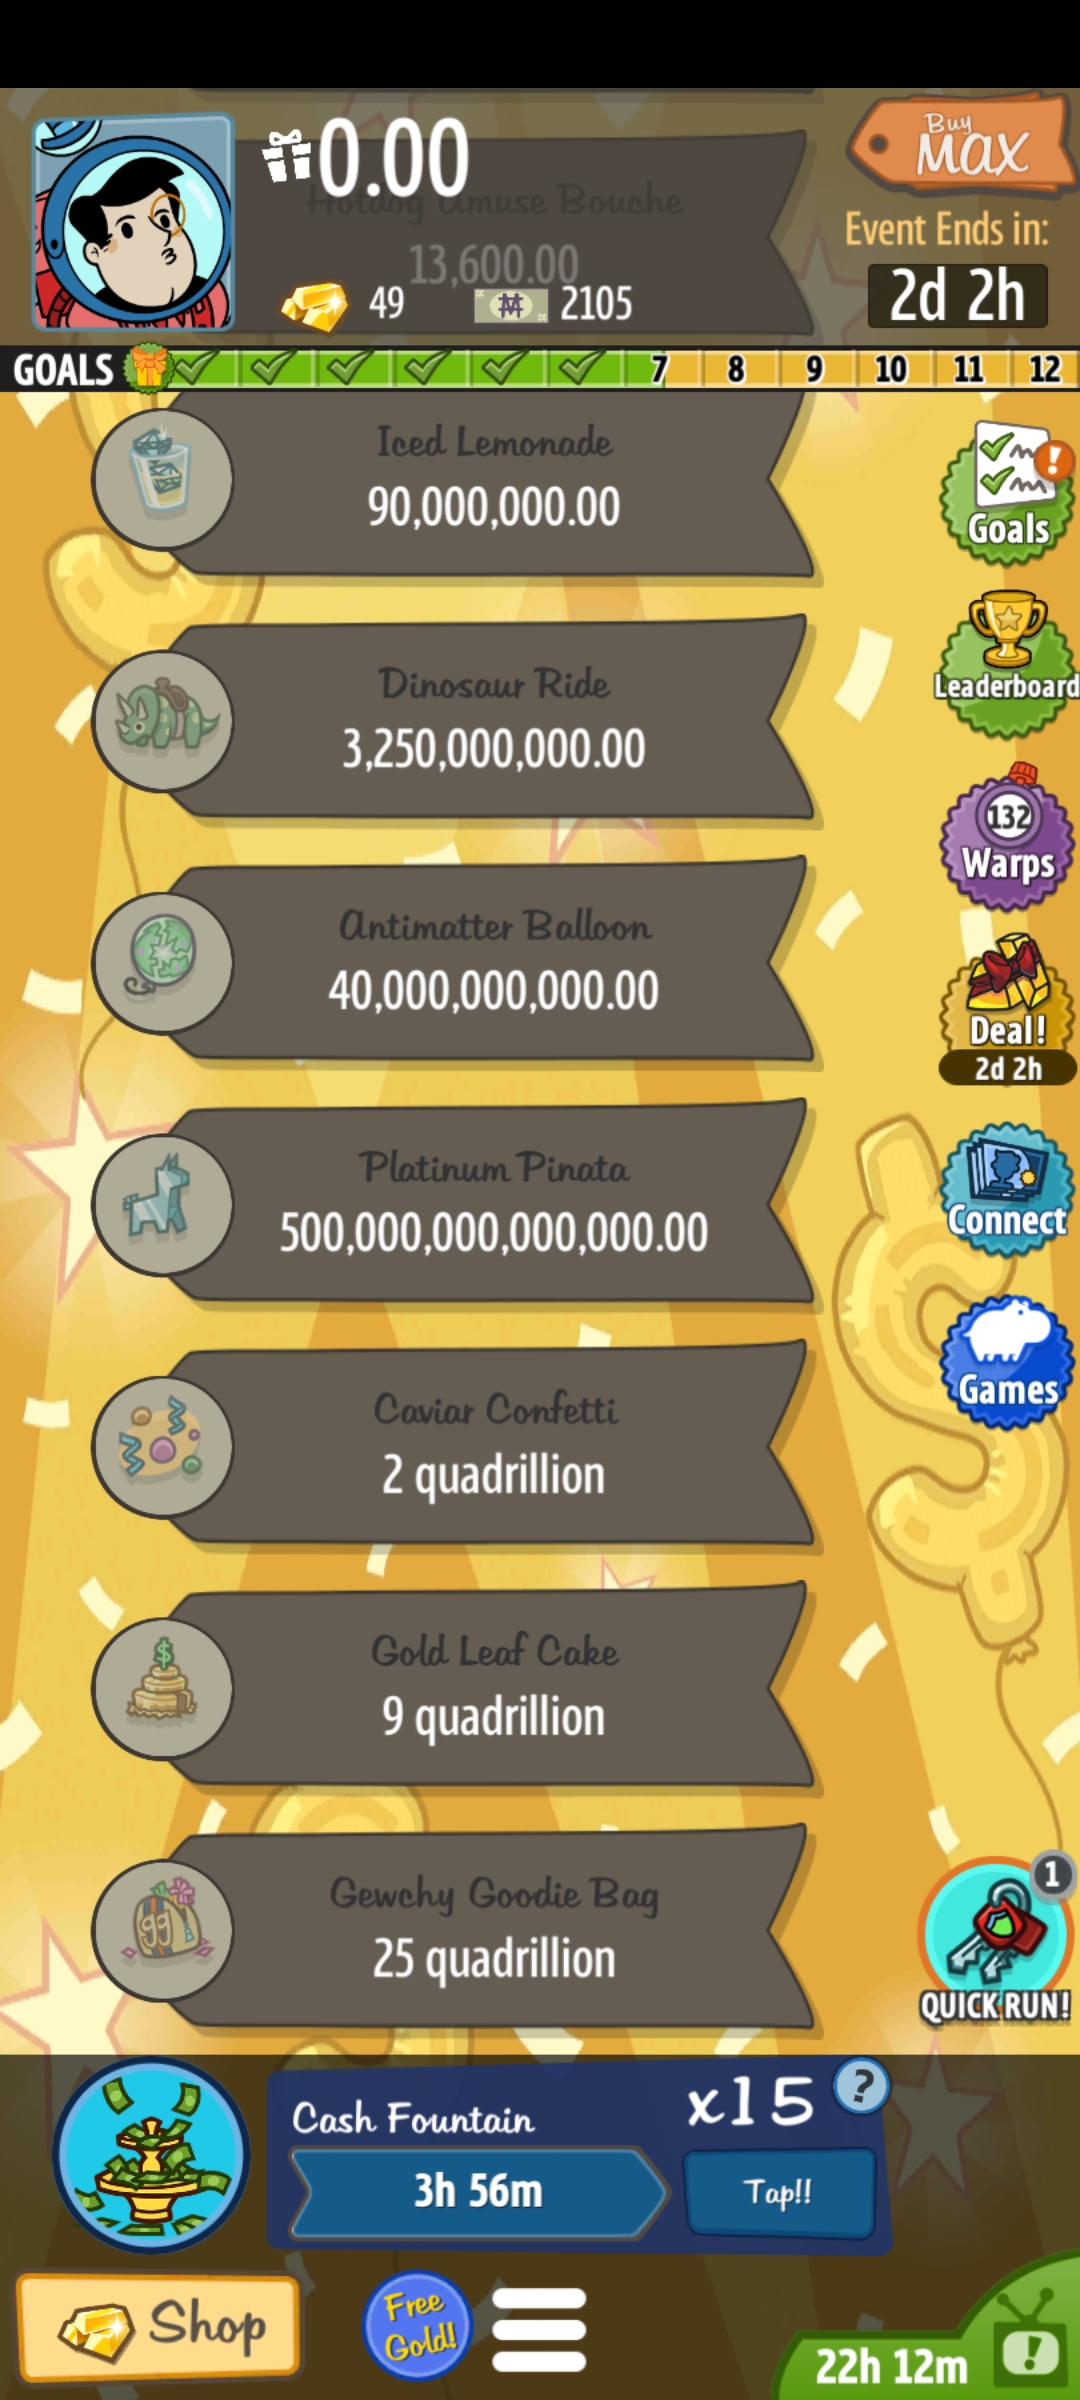 0.00
Buy
MAX
Hotdog Amuse Bouche
13,600.00
Event Ends in:
49
2105
2d 2h
GOALS
7 8 9 10 11 12
Iced Lemonade
90,000,000.00
Goals
Dinosaur Ride
3,250,000,000.00
Leaderboard
132
Warps
Antimatter Balloon
40,000,000,000.00
Deal!
2d 2h
Platinum Pinata
500,000,000,000,000.00
Connect
Games
Caviar Confetti
2 quadrillion
Gold Leaf Cake
9 quadrillion
Gewchy Goodie Bag
25 quadrillion
gg
1
QUICK RUN!
Cash Fountain
x15
?
3h 56m
Tap!!
Shop
Free
Gold!
22h 12m